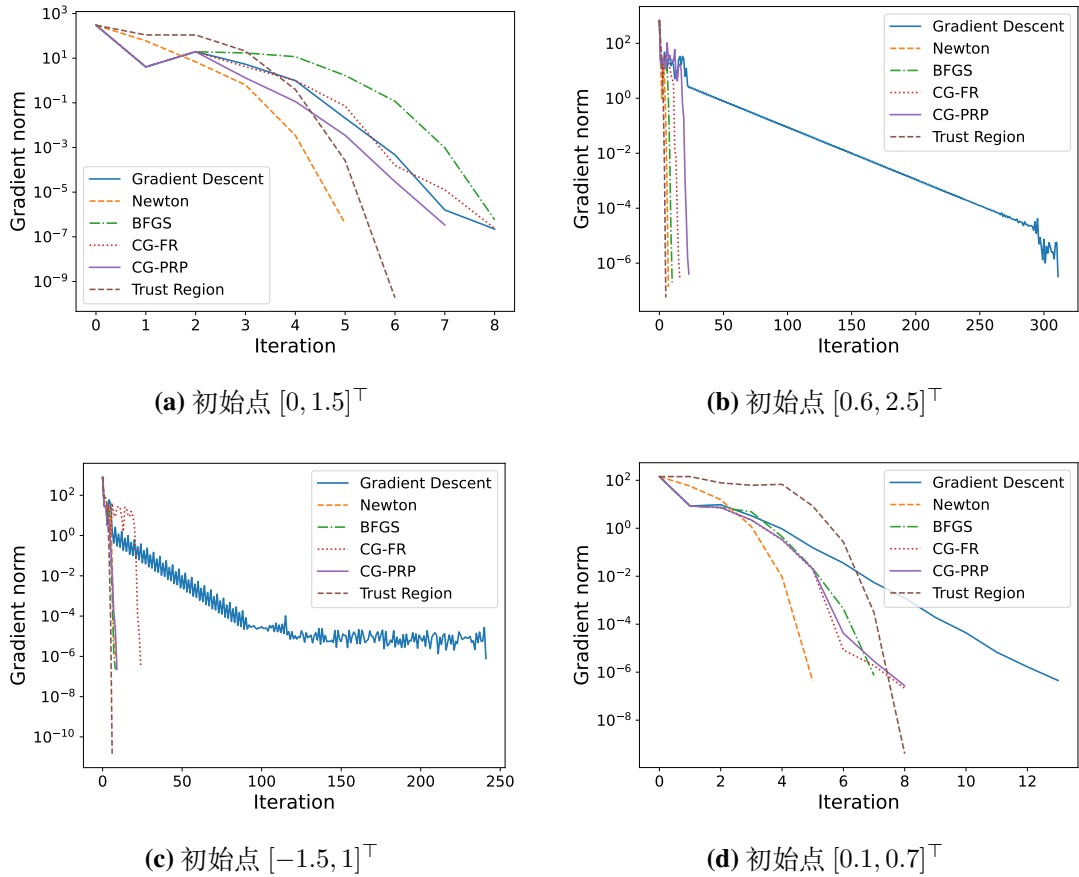 10^3
10^1
10^-1
10^-3
10^-5
10^-7
10^-9
Gradient norm
Gradient Descent
Newton
BFGS
CG-FR
CG-PRP
Trust Region
0 1 2 3 4 5 6 7 8
Iteration
(a) 初始点 [0, 1.5]^⊤
10^2
10^0
10^-2
10^-4
10^-6
Gradient norm
Gradient Descent
Newton
BFGS
CG-FR
CG-PRP
Trust Region
0 50 100 150 200 250 300
Iteration
(b) 初始点 [0.6, 2.5]^⊤
10^2
10^0
10^-2
10^-4
10^-6
10^-8
10^-10
Gradient norm
Gradient Descent
Newton
BFGS
CG-FR
CG-PRP
Trust Region
0 50 100 150 200 250
Iteration
(c) 初始点 [−1.5, 1]^⊤
10^2
10^0
10^-2
10^-4
10^-6
10^-8
Gradient norm
Gradient Descent
Newton
BFGS
CG-FR
CG-PRP
Trust Region
0 2 4 6 8 10 12
Iteration
(d) 初始点 [0.1, 0.7]^⊤